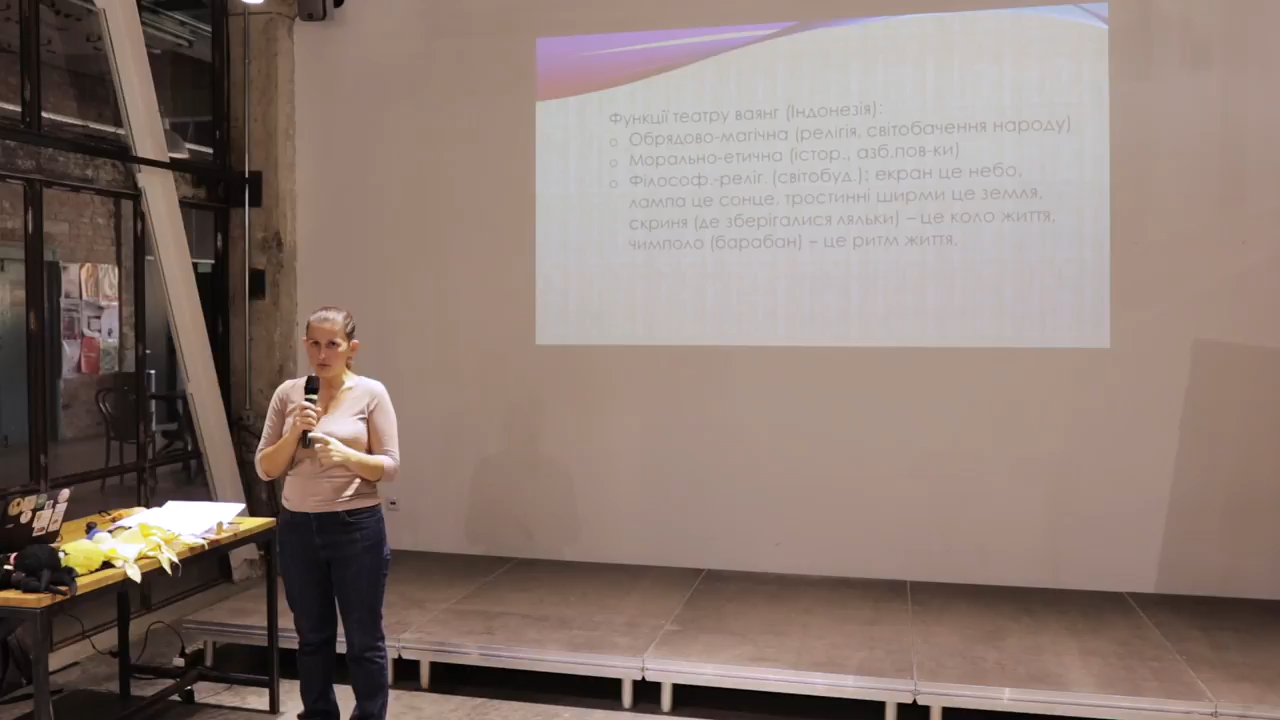 Функції театру ваянг (Індонезія):
Обрядово-магічна (релігія, світобачення народу)
Морально-етична (істор., азб.пов-ки)
Філософ.-реліг. (світобуд.): екран це небо,
лампа це сонце, тростинні ширми це земля,
скриня (де зберігалися ляльки) – це коло життя,
чимполо (барабан) – це ритм життя.